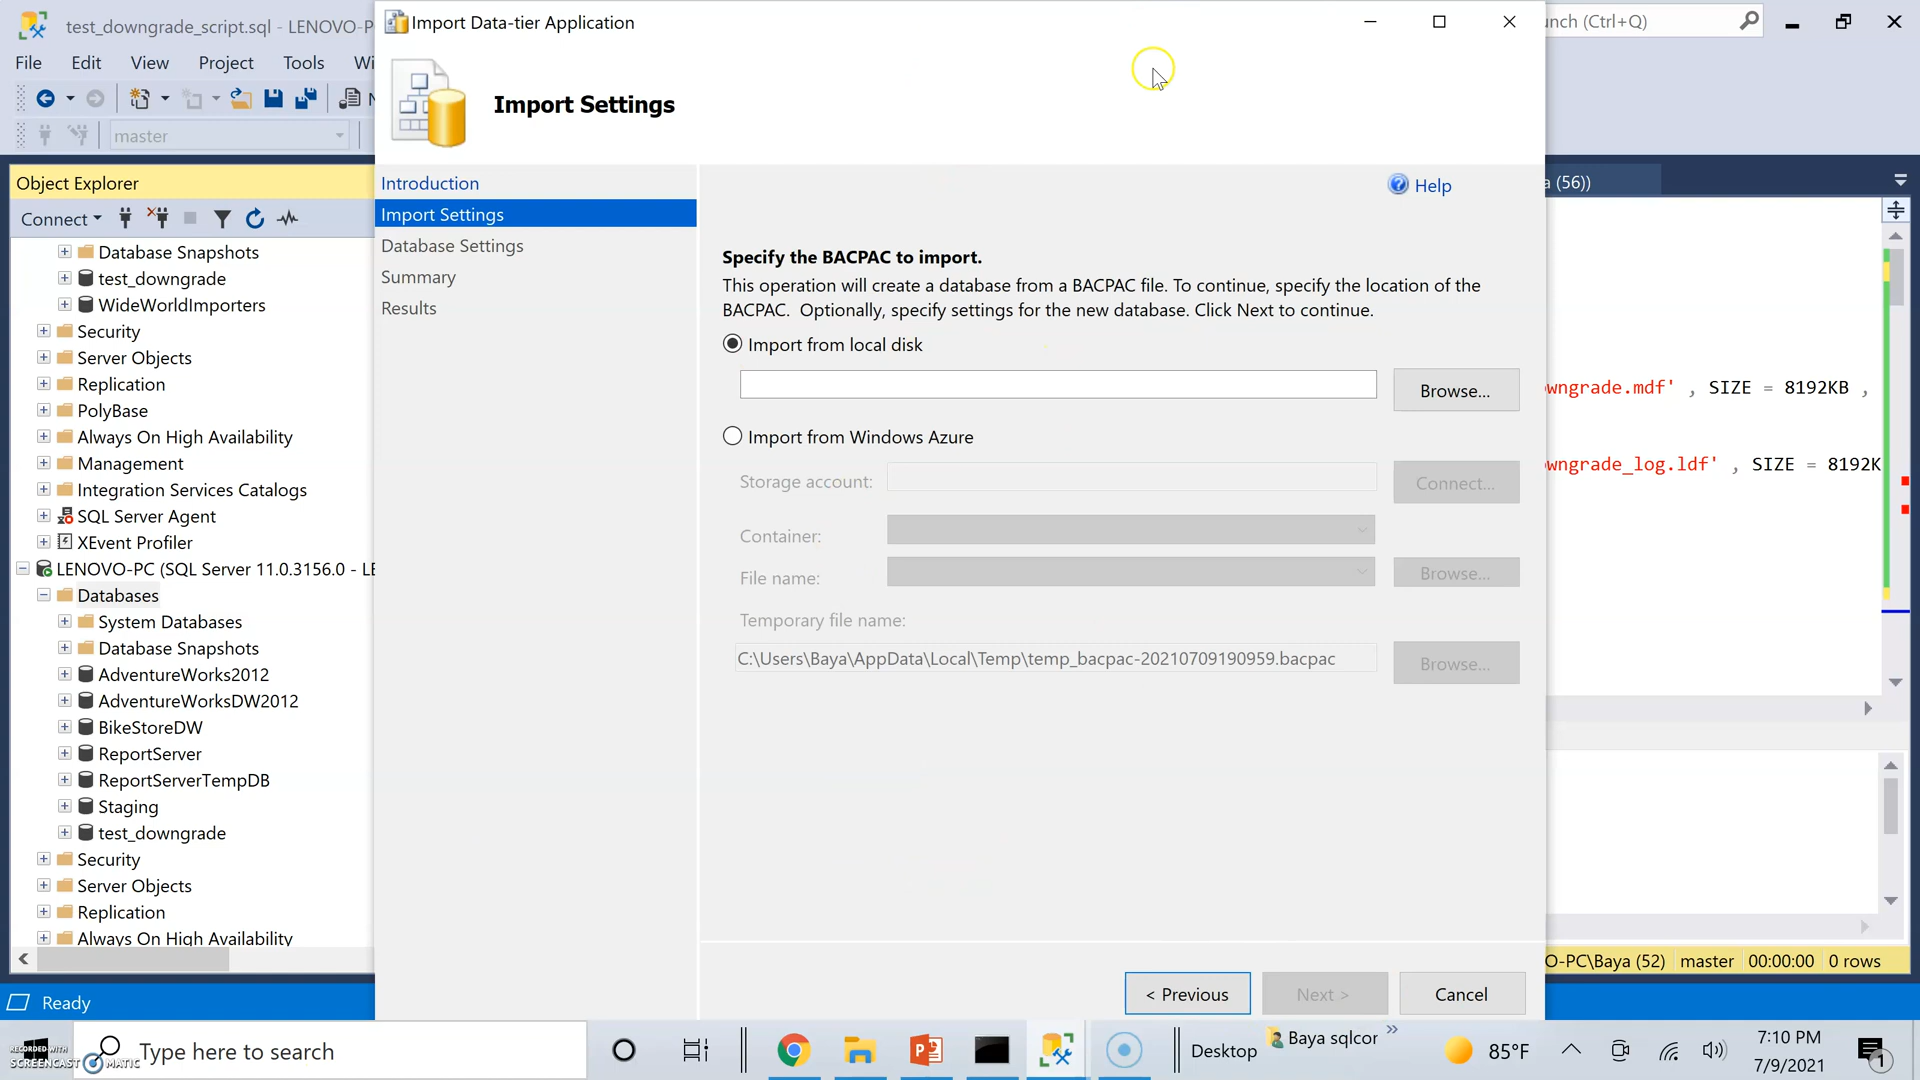 test_downgrade_script.sql - LENOVO-P
Import Data-tier Application
unch (Ctrl+Q)
File Edit View Project Tools Wi
Import Settings
master
Object Explorer
a (56))
Connect
Introduction
Import Settings
Database Settings
Summary
Results
Help
Database Snapshots
test_downgrade
WideWorldImporters
Security
Server Objects
Replication
PolyBase
Always On High Availability
Management
Integration Services Catalogs
SQL Server Agent
XEvent Profiler
LENOVO-PC (SQL Server 11.0.3156.0 - LE
Databases
System Databases
Database Snapshots
AdventureWorks2012
AdventureWorksDW2012
BikeStoreDW
ReportServer
ReportServerTempDB
Staging
test_downgrade
Security
Server Objects
Replication
Always On High Availability
Specify the BACPAC to import.
This operation will create a database from a BACPAC file. To continue, specify the location of the
BACPAC. Optionally, specify settings for the new database. Click Next to continue.
Import from local disk
Browse...
Import from Windows Azure
Storage account:
Connect...
Container:
File name:
Browse...
Temporary file name:
C:\Users\Baya\AppData\Local\Temp\temp_bacpac-20210709190959.bacpac
Browse...
owngrade.mdf' , SIZE = 8192KB ,
owngrade_log.ldf' , SIZE = 8192K
< Previous
Next >
Cancel
O-PC\Baya (52) master 00:00:00 0 rows
Ready
RECORDED WITH
SCREENCAST MATIC
Type here to search
Desktop
Baya sqlcor
85°F
7:10 PM
7/9/2021
1